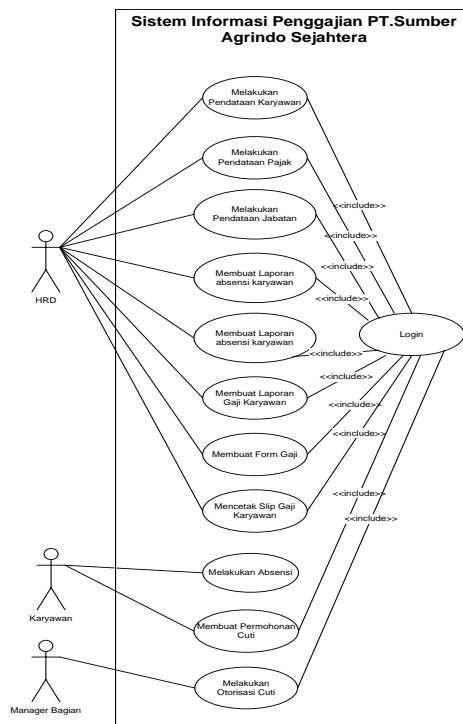 Sistem Informasi Penggajian PT.Sumber
Agrindo Sejahtera
Melakukan
Pendataan Karyawan
Melakukan
Pendataan Pajak
<<include>>
Melakukan
Pendataan Jabatan
<<include>>
HRD
<<include>>
Membuat Laporan
absensi karyawan
<<include>>
Login
Membuat Laporan
absensi karyawan
<<include>>
<<include>>
Membuat Laporan
Gaji Karyawan
<<include>>
Membuat Form Gaji
<<include>>
Mencetak Slip Gaji
Karyawan
<<include>>
<<include>>
Melakukan Absensi
Karyawan
Membuat Permohonan
Cuti
Melakukan
Otorisasi Cuti
Manager Bagian